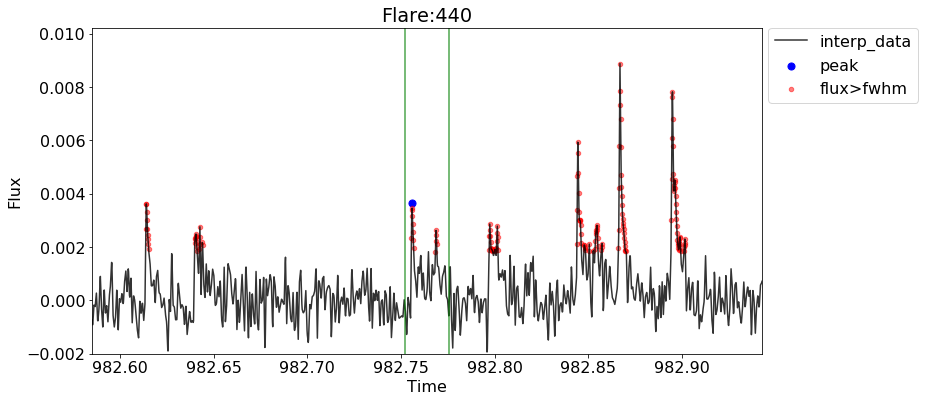 Flare:440
0.010
0.008
0.006
0.004
0.002
0.000
−0.002
Flux
982.60 982.65 982.70 982.75 982.80 982.85 982.90
Time
interp_data
peak
flux>fwhm